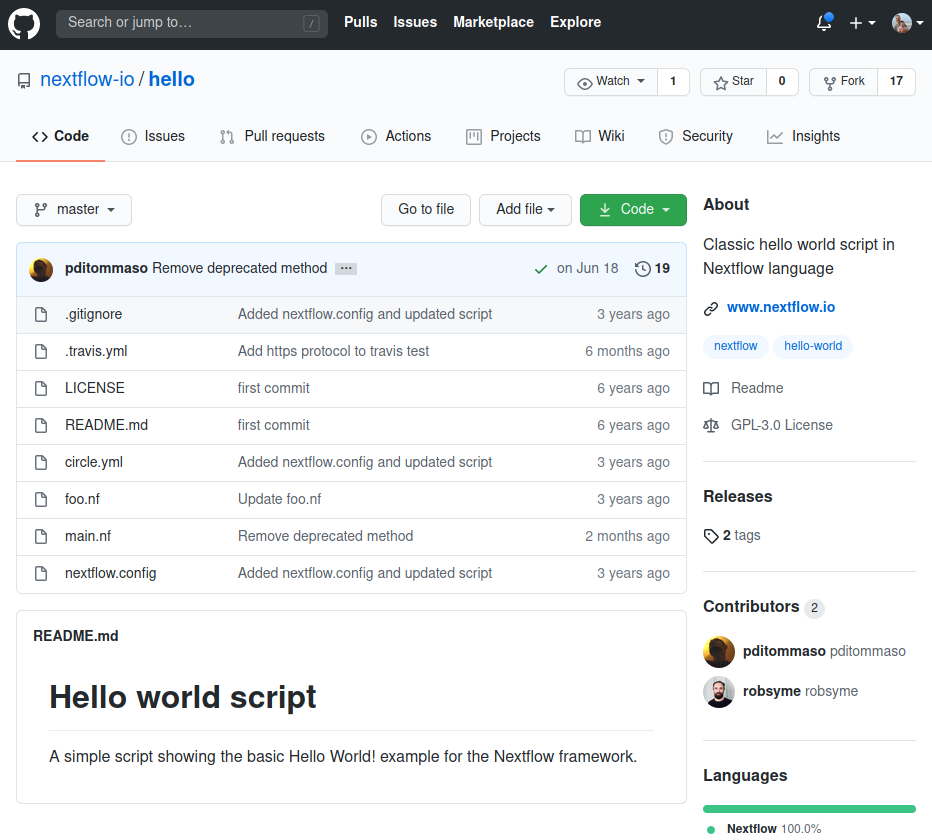 Search or jump to… /
Pulls Issues Marketplace Explore
nextflow-io / hello
Watch 1 Star 0 Fork 17
Code Issues Pull requests Actions Projects Wiki Security Insights
master Go to file Add file Code
pditommaso Remove deprecated method ... on Jun 18 19
.gitignore Added nextflow.config and updated script 3 years ago
.travis.yml Add https protocol to travis test 6 months ago
LICENSE first commit 6 years ago
README.md first commit 6 years ago
circle.yml Added nextflow.config and updated script 3 years ago
foo.nf Update foo.nf 3 years ago
main.nf Remove deprecated method 2 months ago
nextflow.config Added nextflow.config and updated script 3 years ago
README.md
Hello world script
A simple script showing the basic Hello World! example for the Nextflow framework.
About
Classic hello world script in
Nextflow language
www.nextflow.io
nextflow hello-world
Readme
GPL-3.0 License
Releases
2 tags
Contributors 2
pditommaso pditommaso
robsyme robsyme
Languages
Nextflow 100.0%